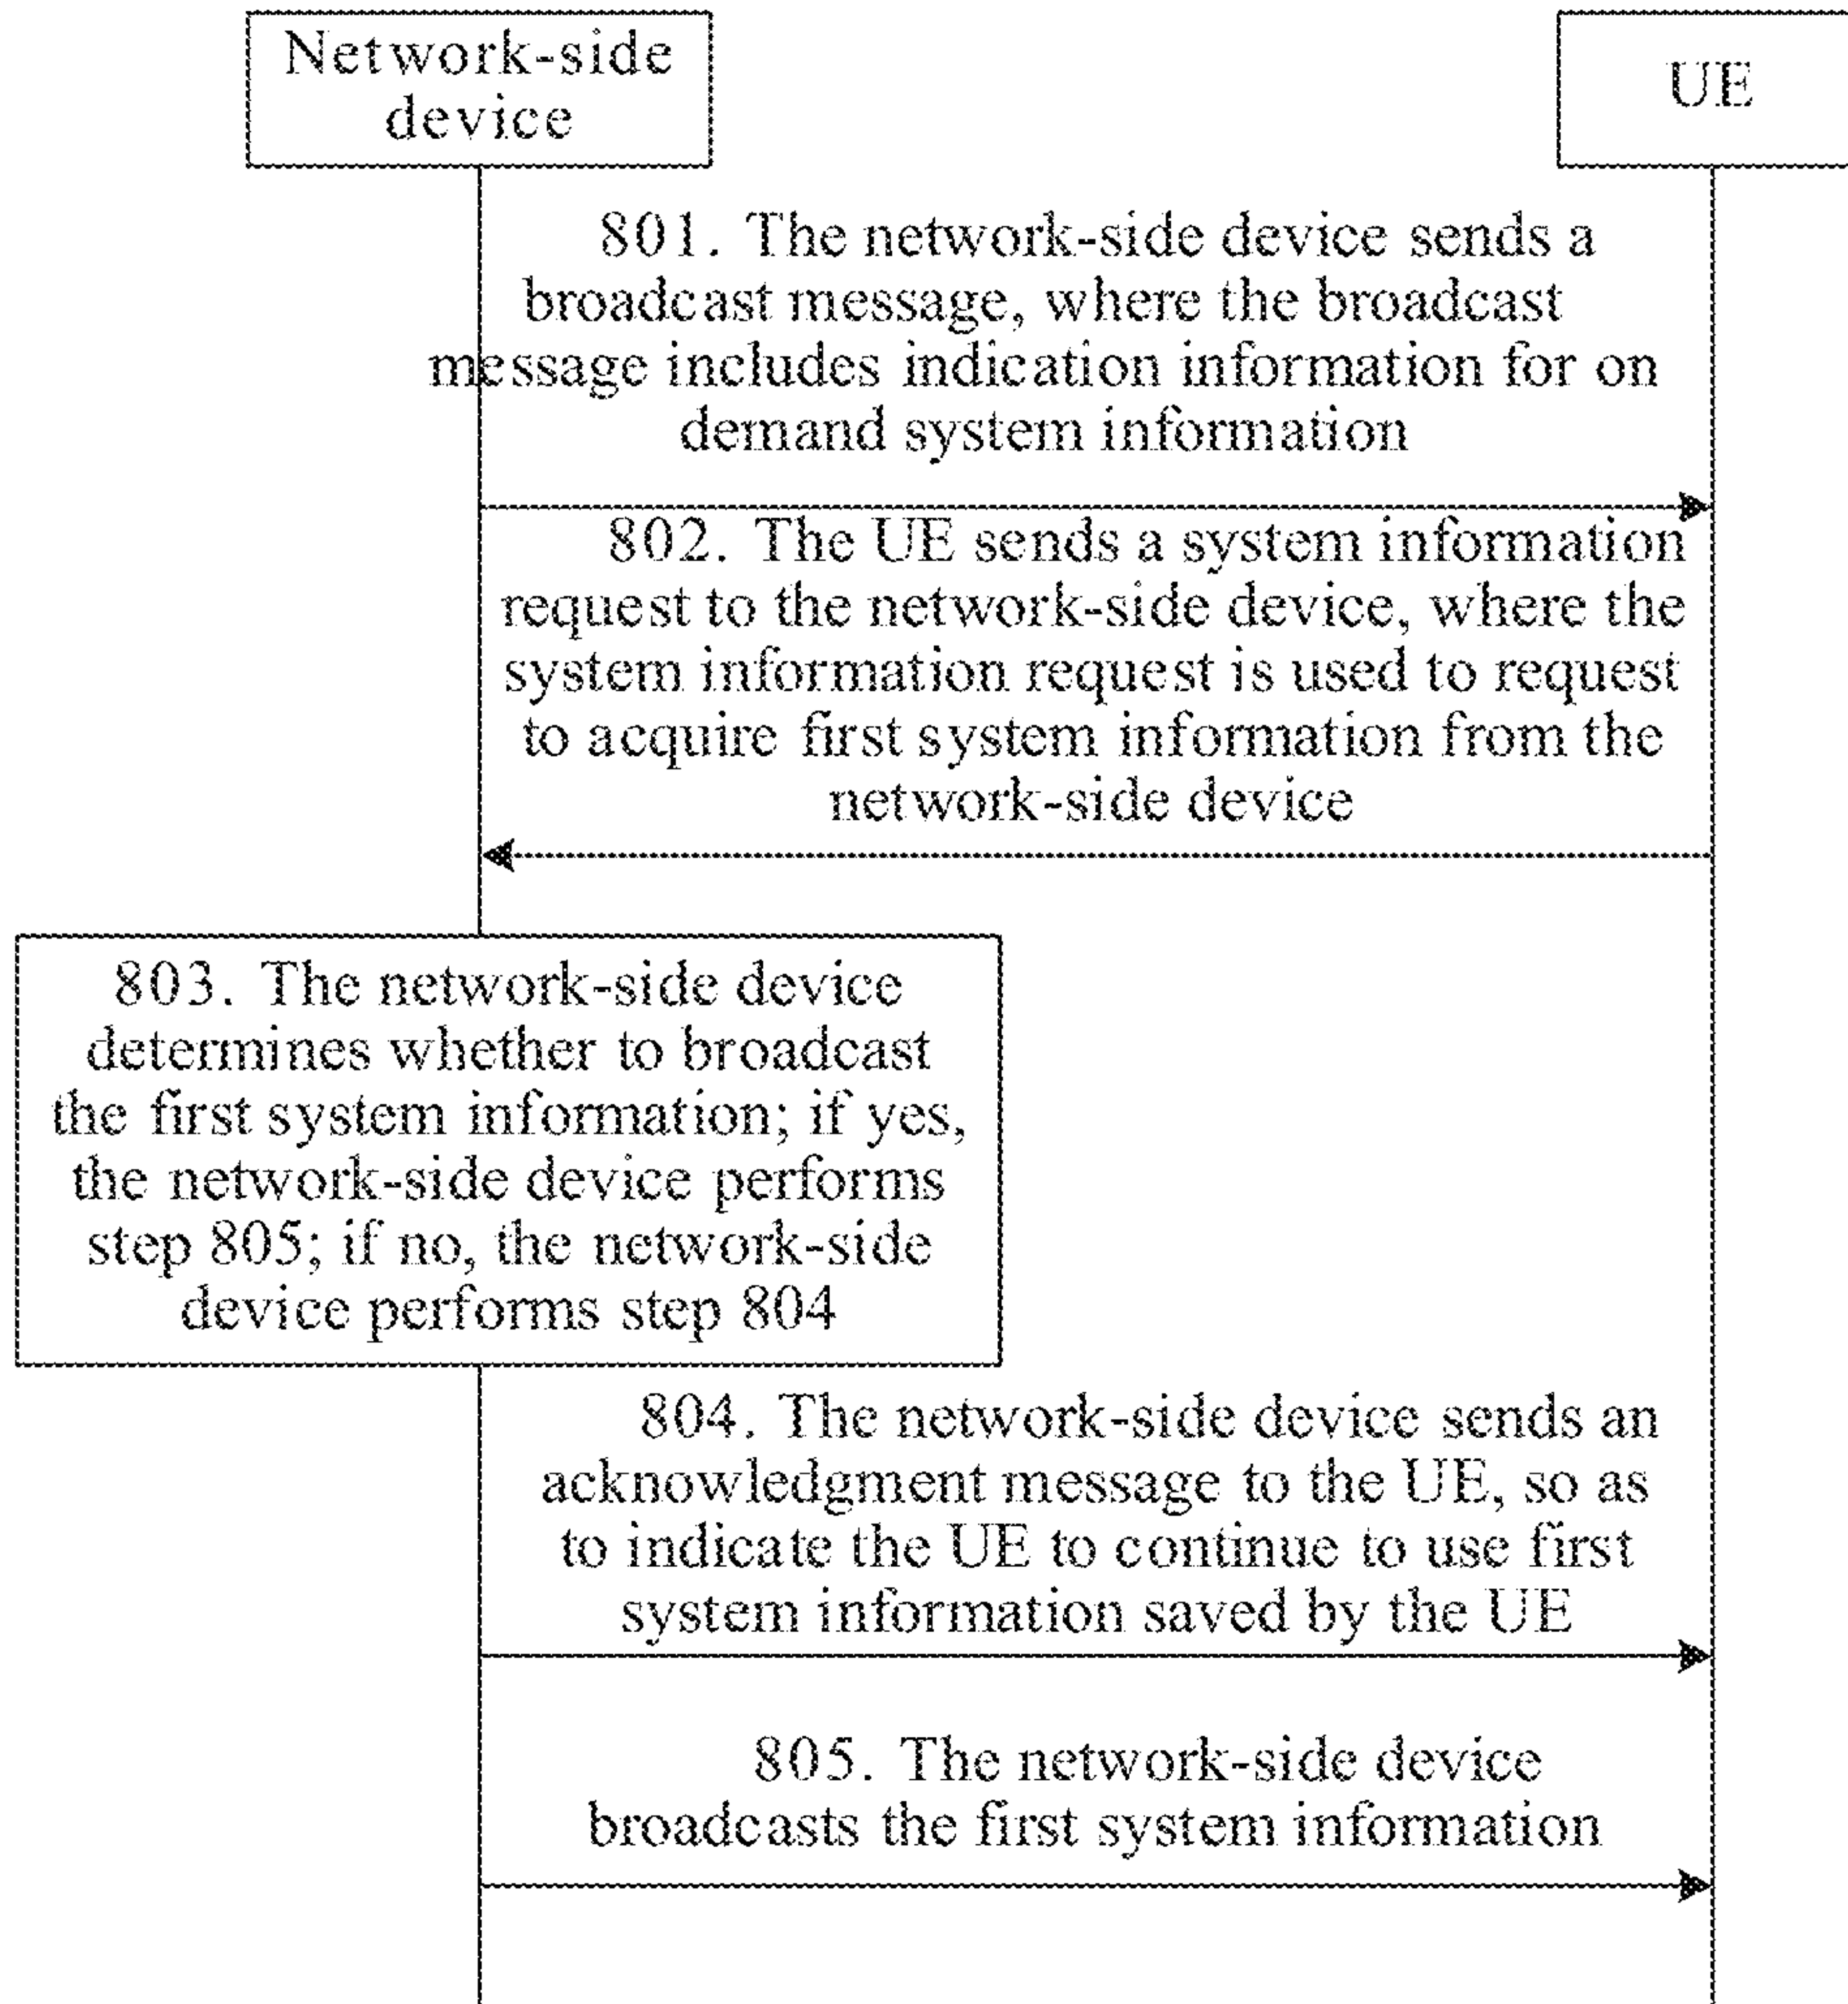 Network-side
device
UE
801. The network-side device sends a
broadcast message, where the broadcast
message includes indication information for on
demand system information
802. The UE sends a system information
request to the network-side device, where the
system information request is used to request
to acquire first system information from the
network-side device
803. The network-side device
determines whether to broadcast
the first system information; if yes,
the network-side device performs
step 805; if no, the network-side
device performs step 804
804. The network-side device sends an
acknowledgment message to the UE, so as
to indicate the UE to continue to use first
system information saved by the UE
805. The network-side device
broadcasts the first system information